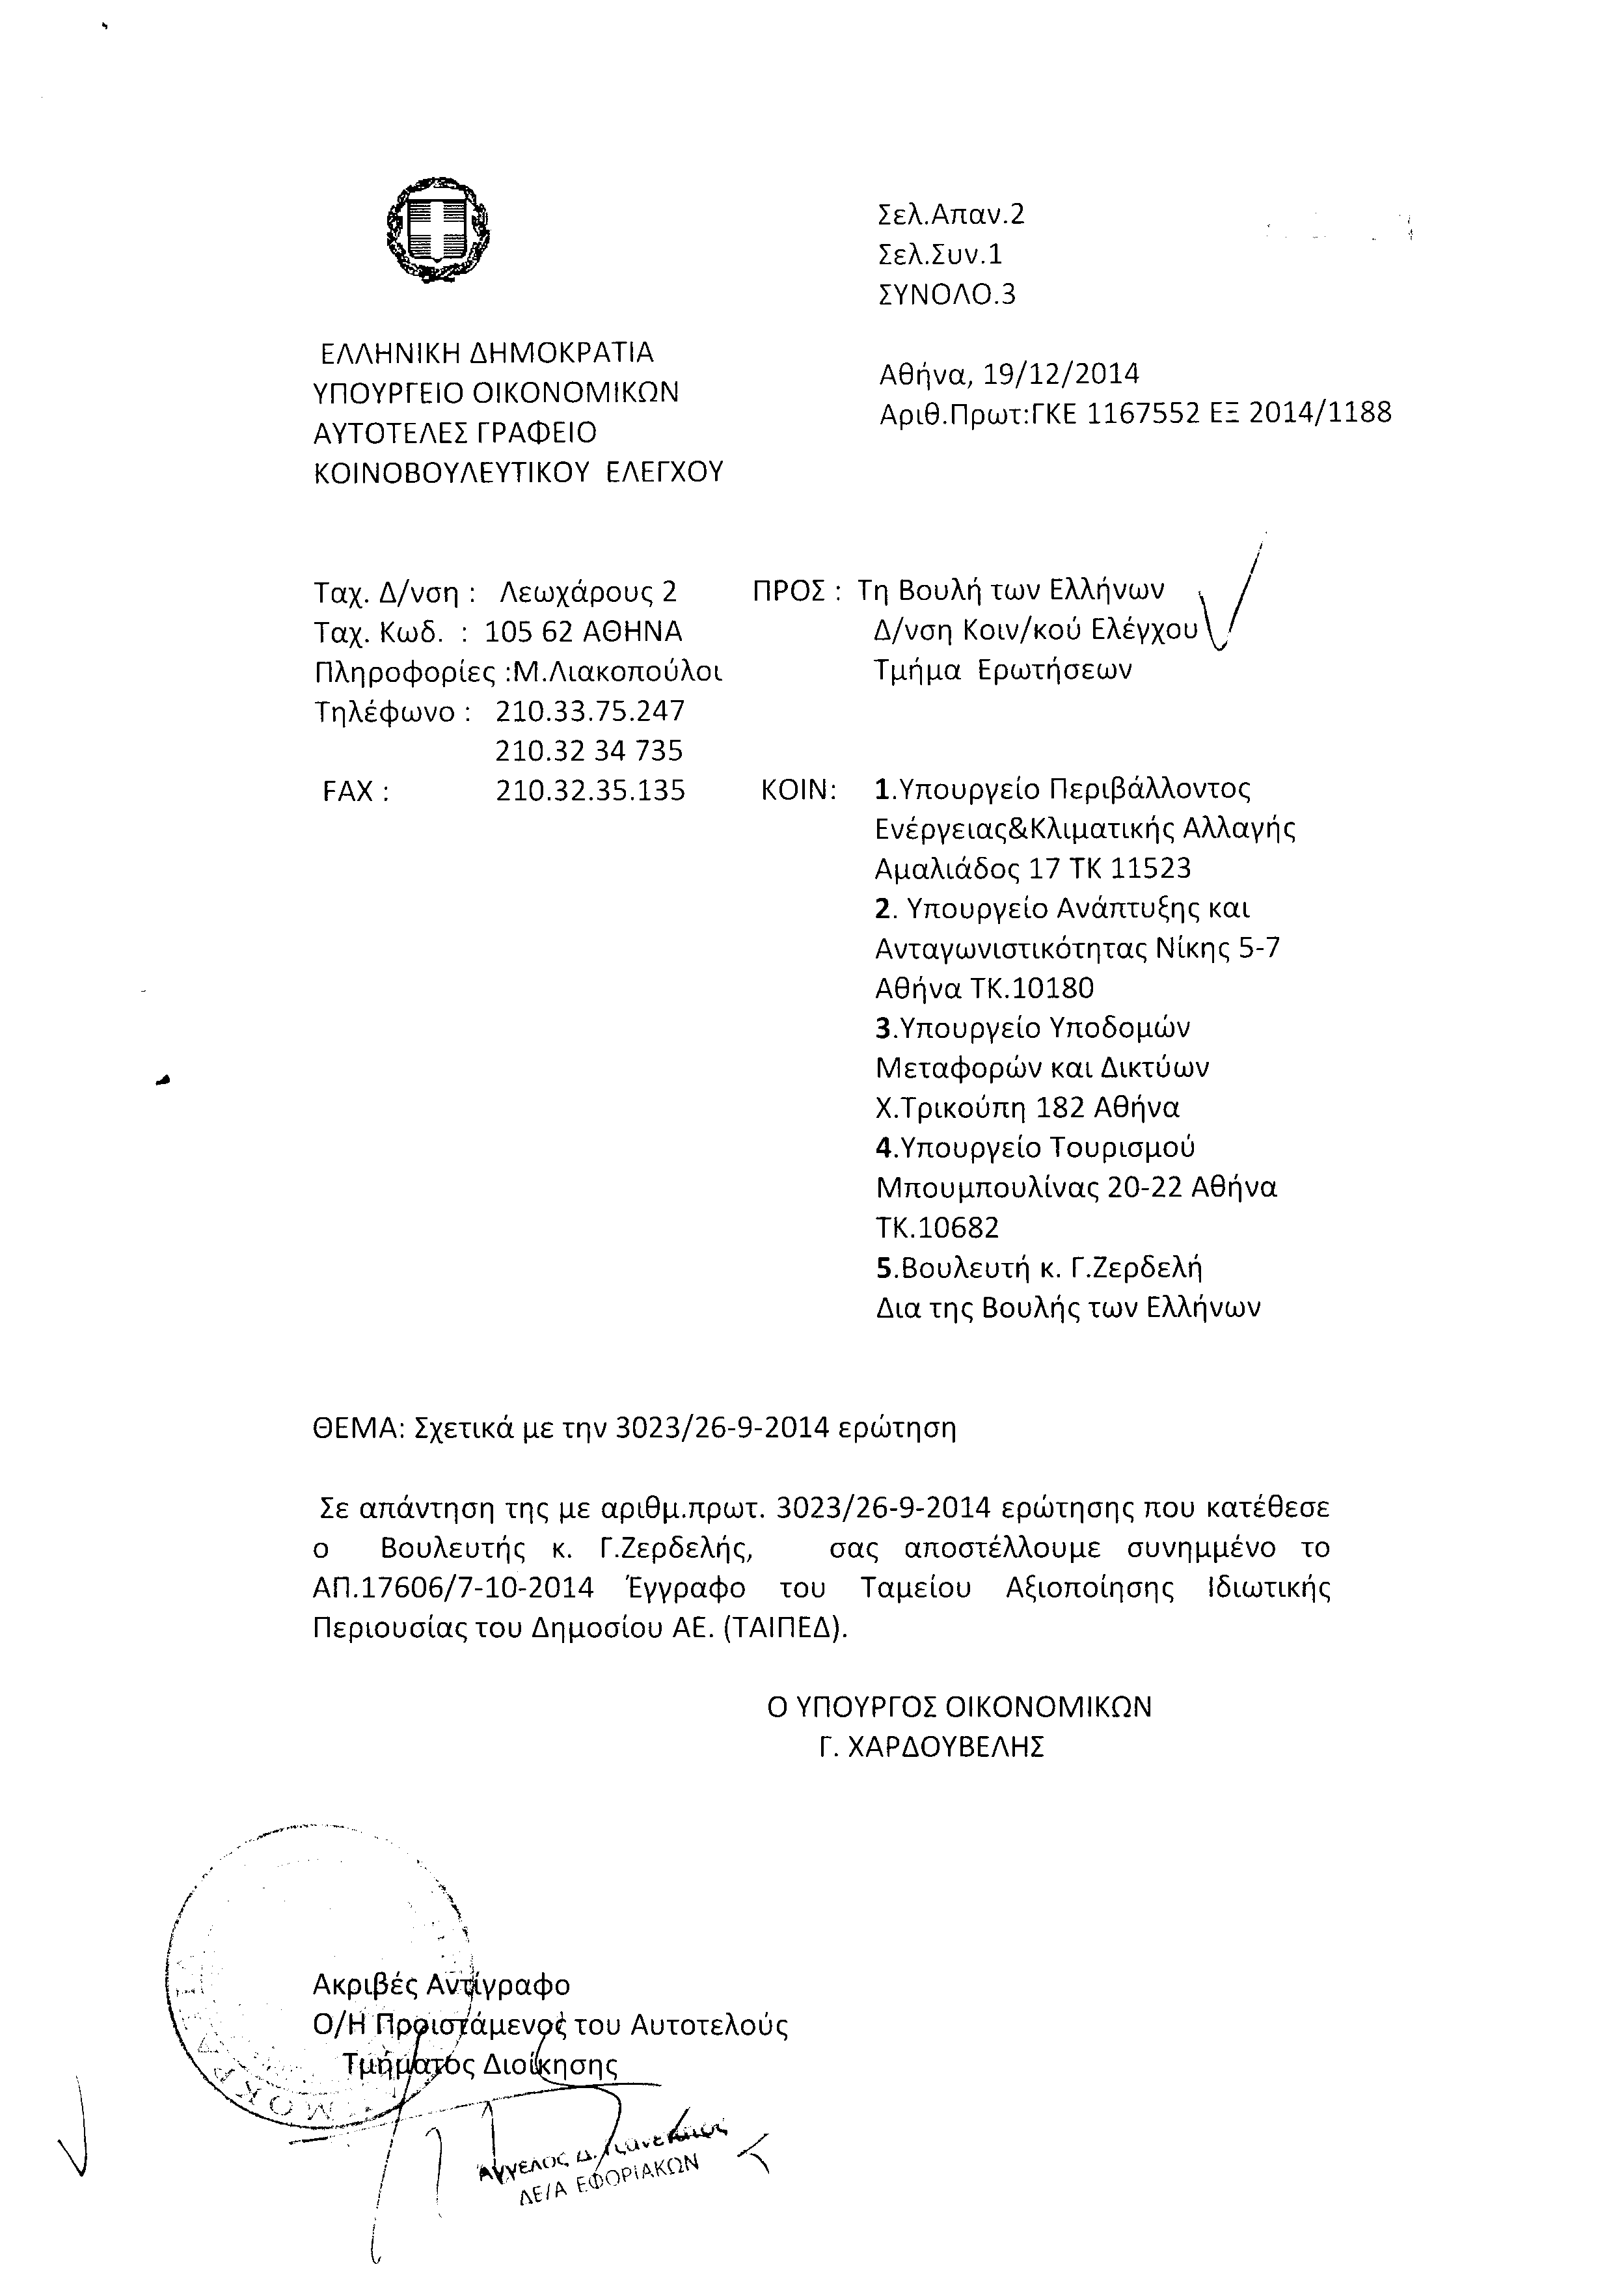 Σελ.Απαν.2
Σελ.Συν.1
ΣΥΝΟΛΟ.3
ΕΛΛΗΝΙΚΗ ΔΗΜΟΚΡΑΤΙΑ
ΥΠΟΥΡΓΕΙΟ ΟΙΚΟΝΟΜΙΚΩΝ
ΑΥΤΟΤΕΛΕΣ ΓΡΑΦΕΙΟ
ΚΟΙΝΟΒΟΥΛΕΥΤΙΚΟΥ ΕΛΕΓΧΟΥ
Αθήνα, 19/12/2014
Αριθ.Πρωτ:ΓΚΕ 1167552 ΕΞ 2014/1188
Ταχ. Δ/νση : Λεωχάρους 2
Ταχ. Κωδ. : 105 62 ΑΘΗΝΑ
Πληροφορίες :Μ.Λιακοπούλοι
Τηλέφωνο : 210.33.75.247
210.32 34 735
FAX : 210.32.35.135
ΠΡΟΣ : Τη Βουλή των Ελλήνων
Δ/νση Κοιν/κού Ελέγχου
Τμήμα Ερωτήσεων
ΚΟΙΝ: 1.Υπουργείο Περιβάλλοντος
Ενέργειας&Κλιματικής Αλλαγής
Αμαλιάδος 17 ΤΚ 11523
2. Υπουργείο Ανάπτυξης και
Ανταγωνιστικότητας Νίκης 5-7
Αθήνα ΤΚ.10180
3.Υπουργείο Υποδομών
Μεταφορών και Δικτύων
Χ.Τρικούπη 182 Αθήνα
4.Υπουργείο Τουρισμού
Μπουμπουλίνας 20-22 Αθήνα
ΤΚ.10682
5.Βουλευτή κ. Γ.Ζερδελή
Δια της Βουλής των Ελλήνων
ΘΕΜΑ: Σχετικά με την 3023/26-9-2014 ερώτηση
Σε απάντηση της με αριθμ.πρωτ. 3023/26-9-2014 ερώτησης που κατέθεσε
ο Βουλευτής κ. Γ.Ζερδελής, σας αποστέλλουμε συνημμένο το
ΑΠ.17606/7-10-2014 Έγγραφο του Ταμείου Αξιοποίησης Ιδιωτικής
Περιουσίας του Δημοσίου ΑΕ. (ΤΑΙΠΕΔ).
Ο ΥΠΟΥΡΓΟΣ ΟΙΚΟΝΟΜΙΚΩΝ
Γ. ΧΑΡΔΟΥΒΕΛΗΣ
Ακριβές Αντίγραφο
Ο/Η Προιστάμενος του Αυτοτελούς
Τμήματος Διοίκησης
Άγγελος Δ.
ΔΕ/Α ΕΦΟΡΙΑΚΩΝ